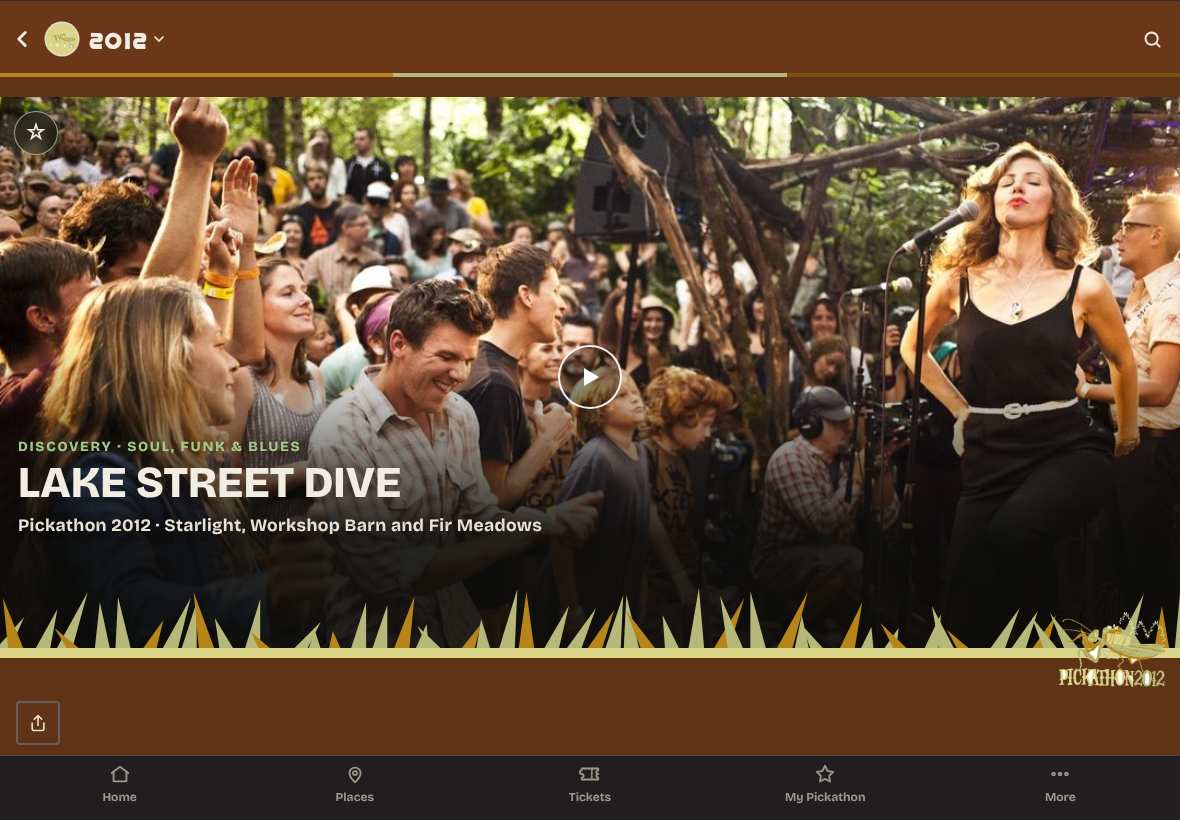 2012
DISCOVERY · SOUL, FUNK & BLUES
LAKE STREET DIVE
Pickathon 2012 · Starlight, Workshop Barn and Fir Meadows
PICKATHON2012
Home
Places
Tickets
My Pickathon
More